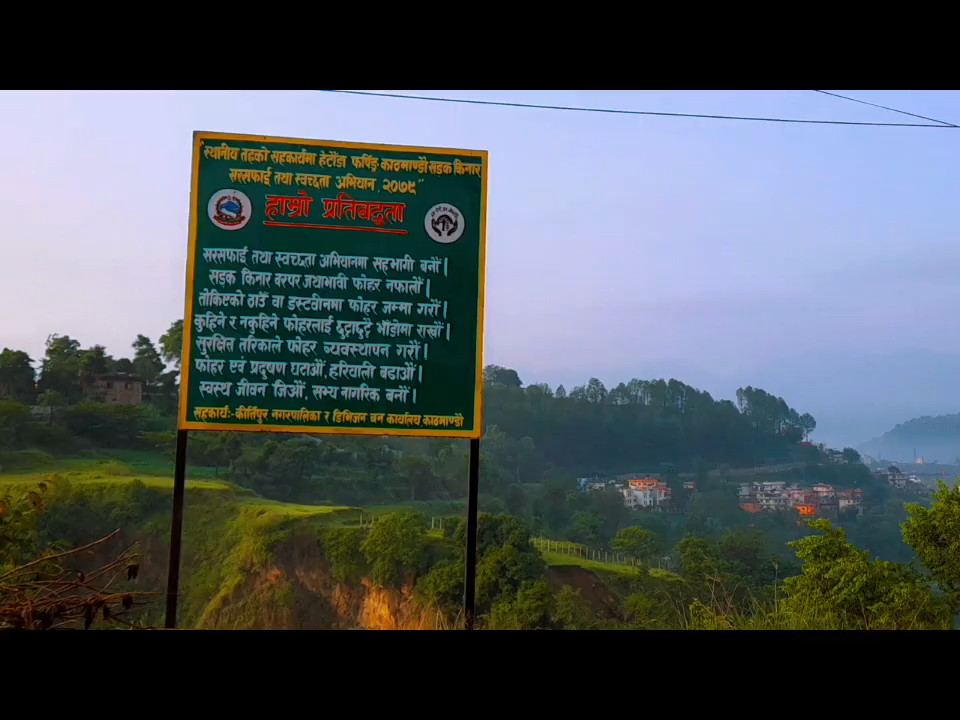 स्थानीय तहको सहकार्यमा हेटौंडा फर्पिङ्ग काठमाण्डौं सडक किनार
सरसफाई तथा स्वच्छता अभियान, २०७९"
हाम्रो प्रतिबद्धता
सरसफाई तथा स्वच्छता अभियानमा सहभागी बनौं।
सडक किनार वरपर जथाभावी फोहर नफालौं।
तोकिएको ठाउँ वा डस्टवीनमा फोहर जम्मा गरौं।
कुहिने र नकुहिने फोहरलाई दुट्टादुट्टै भाँडोमा राखौं।
सुरक्षित तरिकाले फोहर व्यवस्थापन गरौं।
फोहर एवं प्रदूषण घटाऔं, हरियाली बढाऔं।
स्वस्थ जीवन जिऔं, सभ्य नागरिक बनौं।
सहकार्य:- कीर्तिपुर नगरपालिका र डिभिजन वन कार्यालय काठमाण्डौ